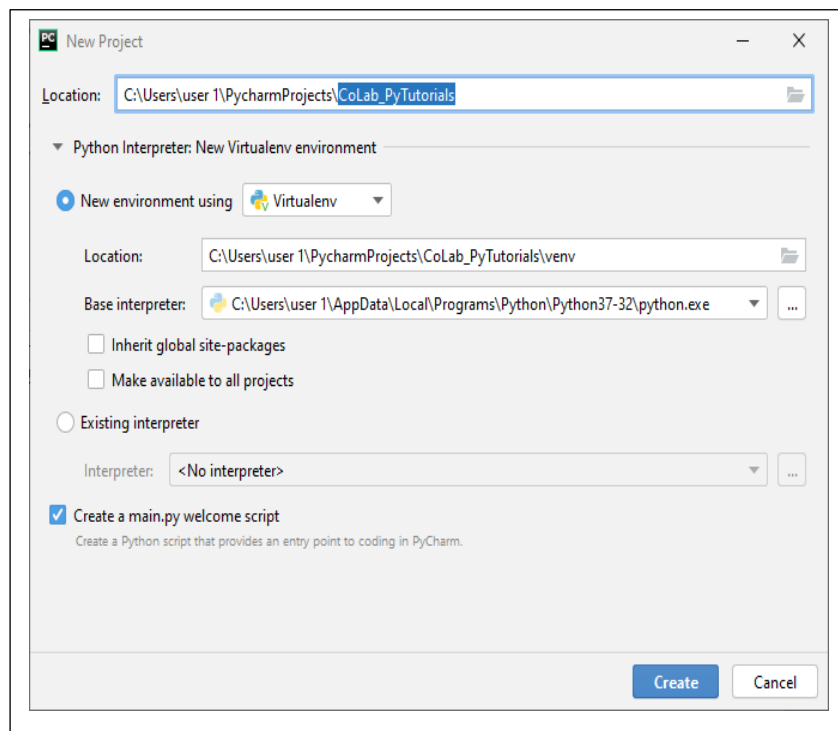 PC New Project
Location: C:\Users\user 1\PycharmProjects\CoLab_PyTutorials
Python Interpreter: New Virtualenv environment
New environment using Virtualenv
Location: C:\Users\user 1\PycharmProjects\CoLab_PyTutorials\venv
Base interpreter: C:\Users\user 1\AppData\Local\Programs\Python\Python37-32\python.exe ...
Inherit global site-packages
Make available to all projects
Existing interpreter
Interpreter: <No interpreter> ...
Create a main.py welcome script
Create a Python script that provides an entry point to coding in PyCharm.
Create Cancel